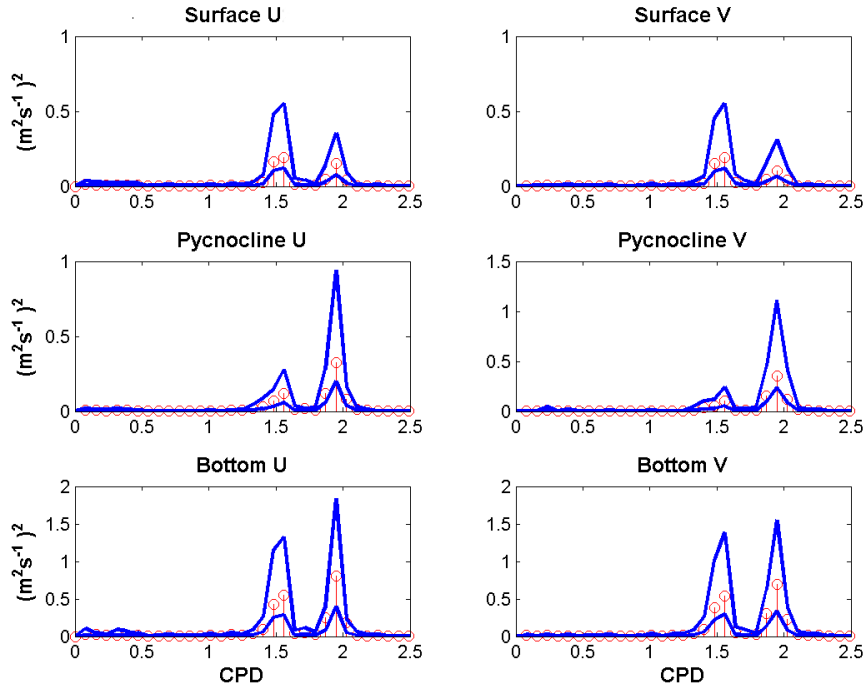 Surface U
Surface V
1
0.5
0
(m²s⁻¹ )²
0 0.5 1 1.5 2 2.5
1
0.5
0
0 0.5 1 1.5 2 2.5
Pycnocline U
Pycnocline V
1
0.5
0
(m²s⁻¹ )²
0 0.5 1 1.5 2 2.5
1.5
1
0.5
0
0 0.5 1 1.5 2 2.5
Bottom U
Bottom V
2
1.5
1
0.5
0
(m²s⁻¹ )²
0 0.5 1 1.5 2 2.5
CPD
2
1.5
1
0.5
0
0 0.5 1 1.5 2 2.5
CPD